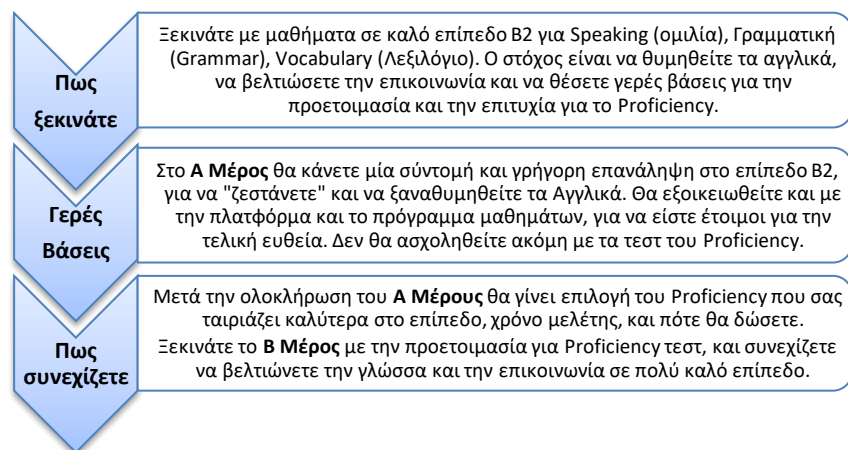 Πως
ξεκινάτε
Ξεκινάτε με μαθήματα σε καλό επίπεδο Β2 για Speaking (ομιλία), Γραμματική
(Grammar), Vocabulary (Λεξιλόγιο). Ο στόχος είναι να θυμηθείτε τα αγγλικά,
να βελτιώσετε την επικοινωνία και να θέσετε γερές βάσεις για την
προετοιμασία και την επιτυχία για το Proficiency.
Γερές
Βάσεις
Στο Α Μέρος θα κάνετε μία σύντομή και γρήγορη επανάληψη στο επίπεδο Β2,
για να "ζεστάνετε" και να ξαναθυμηθείτε τα Αγγλικά. Θα εξοικειωθείτε και με
την πλατφόρμα και το πρόγραμμα μαθημάτων, για να είστε έτοιμοι για την
τελική ευθεία. Δεν θα ασχοληθείτε ακόμη με τα τεστ του Proficiency.
Πως
συνεχίζετε
Μετά την ολοκλήρωση του Α Μέρους θα γίνει επιλογή του Proficiency που σας
ταιριάζει καλύτερα στο επίπεδο, χρόνο μελέτης, και πότε θα δώσετε.
Ξεκινάτε το Β Μέρος με την προετοιμασία για Proficiency τεστ, και συνεχίζετε
να βελτιώνετε την γλώσσα και την επικοινωνία σε πολύ καλό επίπεδο.